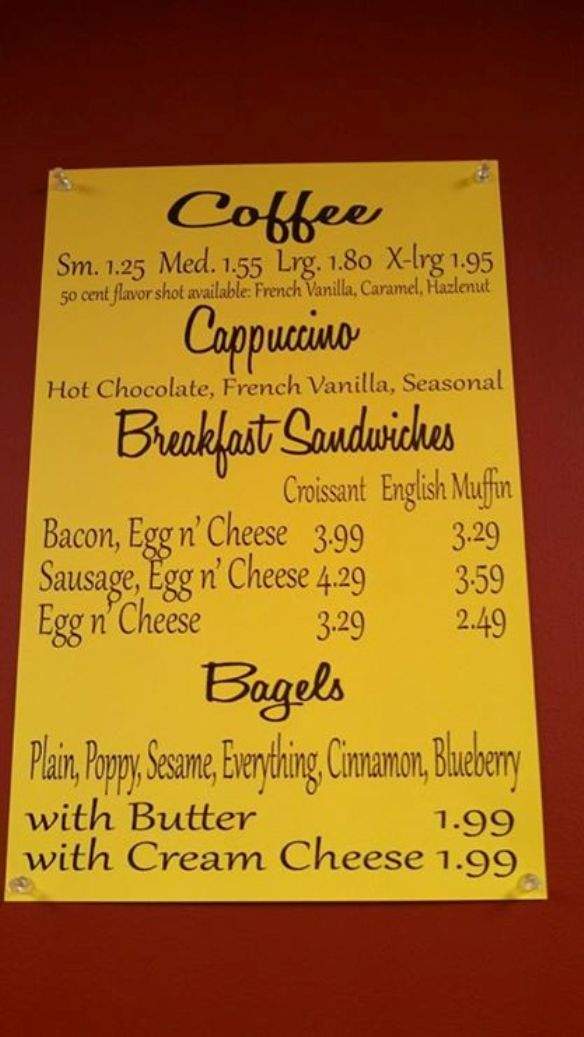 Coffee
Sm. 1.25 Med. 1.55 Lrg. 1.80 X-lrg 1.95
50 cent flavor shot available: French Vanilla, Caramel, Hazlenut
Cappuccino
Hot Chocolate, French Vanilla, Seasonal
Breakfast Sandwiches
Croissant English Muffin
Bacon, Egg n' Cheese 3.99 3.29
Sausage, Egg n' Cheese 4.29 3.59
Egg n' Cheese 3.29 2.49
Bagels
Plain, Poppy, Sesame, Everything, Cinnamon, Blueberry
with Butter 1.99
with Cream Cheese 1.99